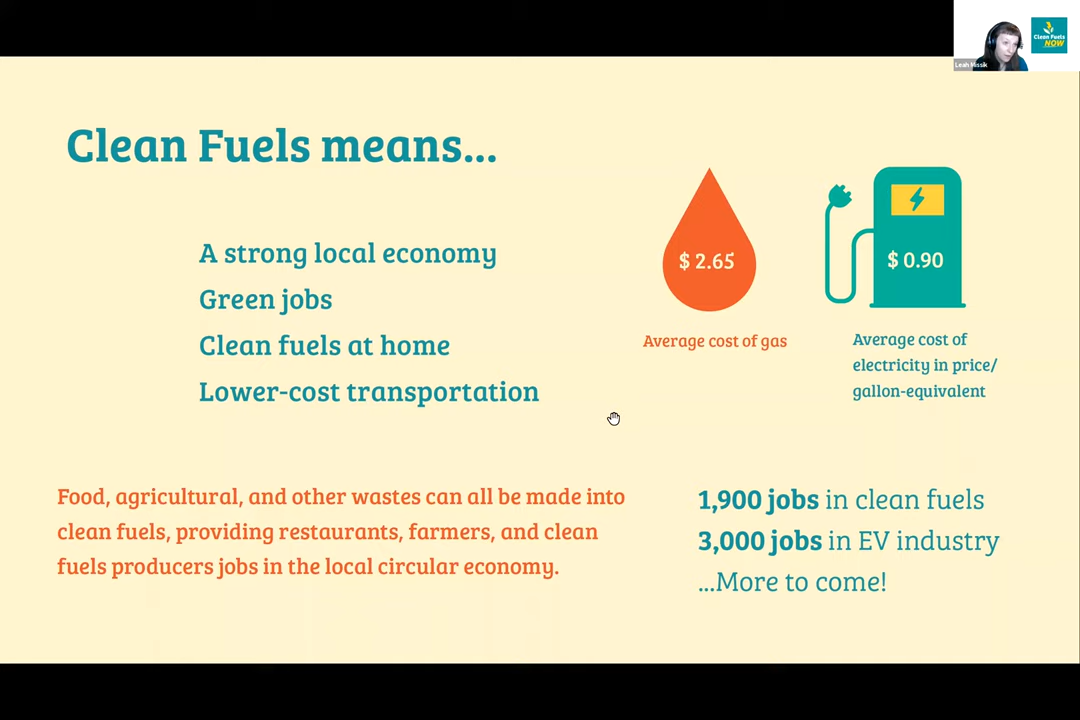 Clean Fuels
NOW
Leah Missik
Clean Fuels means...
A strong local economy
Green jobs
Clean fuels at home
Lower-cost transportation
$ 2.65
Average cost of gas
$ 0.90
Average cost of
electricity in price/
gallon-equivalent
Food, agricultural, and other wastes can all be made into
clean fuels, providing restaurants, farmers, and clean
fuels producers jobs in the local circular economy.
1,900 jobs in clean fuels
3,000 jobs in EV industry
...More to come!